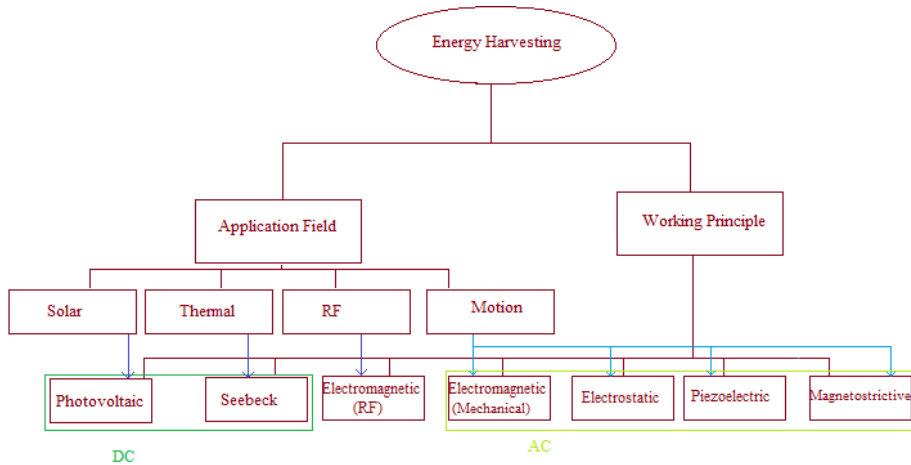 Energy Harvesting
Application Field
Working Principle
Solar
Thermal
RF
Motion
Photovoltaic
Seebeck
Electromagnetic
(RF)
Electromagnetic
(Mechanical)
Electrostatic
Piezoelectric
Magnetostrictive
DC
AC